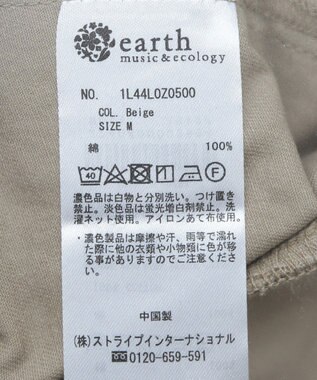 earth
music&ecology
NO. 1L44L0Z0500
COL. Beige
SIZE M
綿 100%
40 F
濃色品は白物と分別洗い。つけ置き
禁止。淡色品は蛍光増白剤禁止。洗
濯ネット使用。アイロンあて布使用。
・濃色製品は摩擦や汗、雨等で濡れ
た際に他の衣類や小物類に色が移
る事がありますのでご注意下さい。
中国製
(株)ストライプインターナショナル
0120-659-591